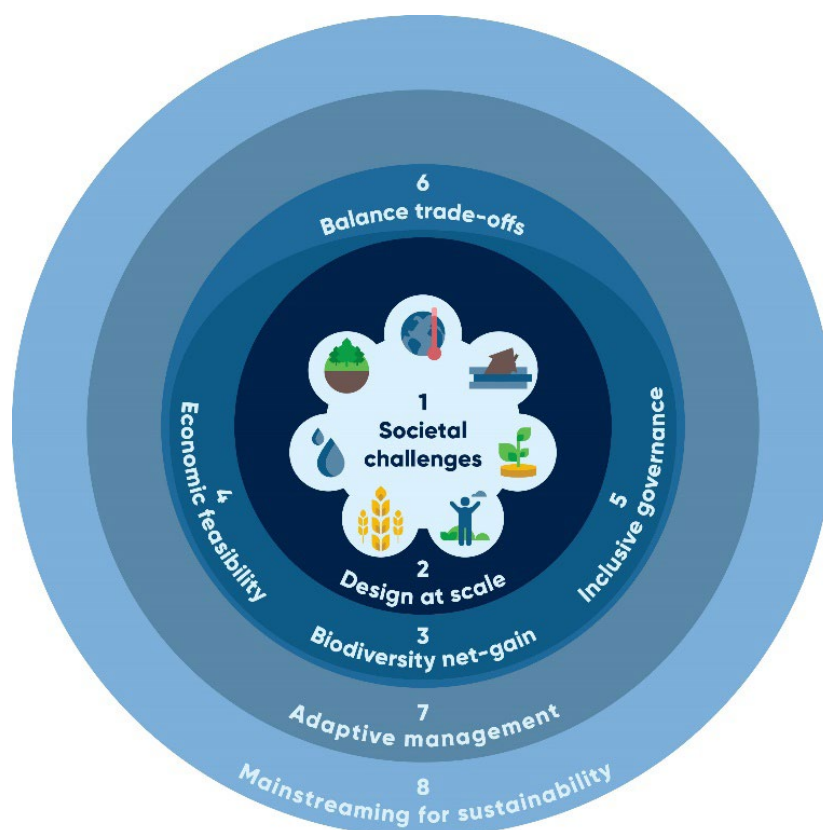 6
Balance trade-offs
1
Societal
challenges
4
Economic feasibility
5
Inclusive governance
2
Design at scale
3
Biodiversity net-gain
7
Adaptive management
8
Mainstreaming for sustainability